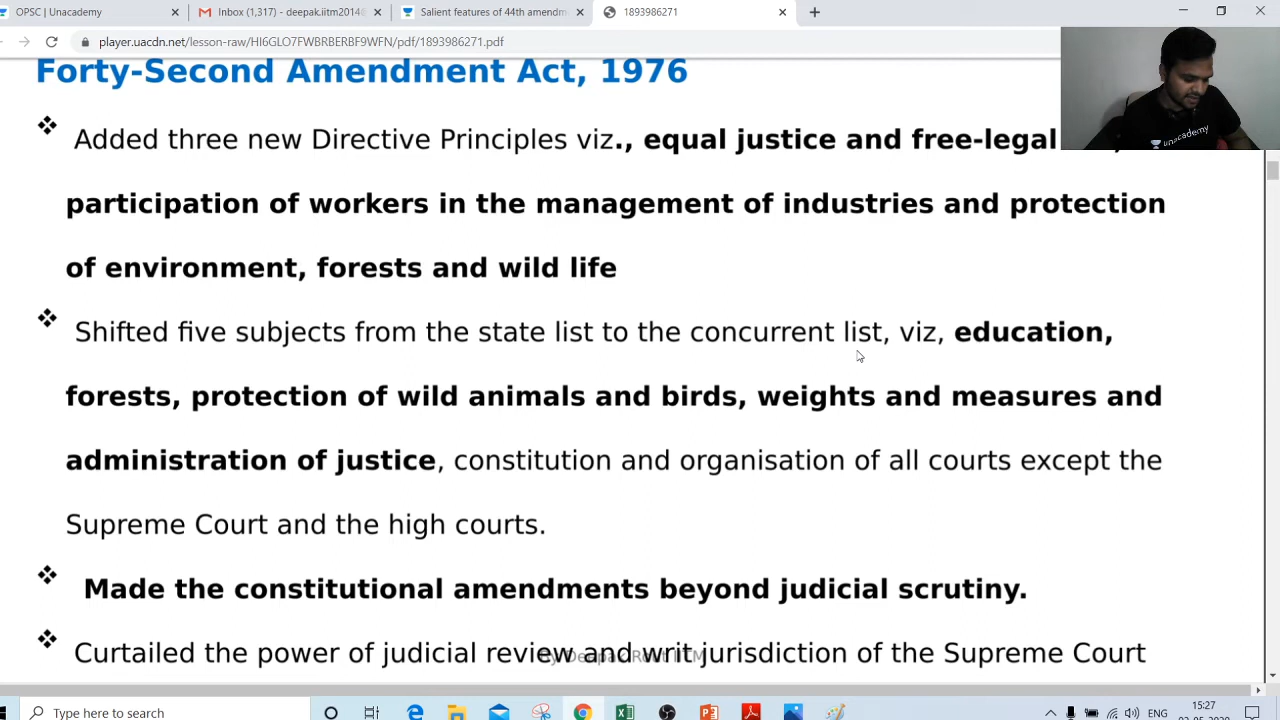 OPSC | Unacademy
Inbox (1,317) - deepak.iitm2014@
Salient features of 44th amendm
1893986271
player.uacdn.net/lesson-raw/HI6GLO7FWBRBERBF9WFN/pdf/1893986271.pdf
Forty-Second Amendment Act, 1976
unacademy
❖ Added three new Directive Principles viz., equal justice and free-legal
participation of workers in the management of industries and protection
of environment, forests and wild life
❖ Shifted five subjects from the state list to the concurrent list, viz, education,
forests, protection of wild animals and birds, weights and measures and
administration of justice, constitution and organisation of all courts except the
Supreme Court and the high courts.
❖ Made the constitutional amendments beyond judicial scrutiny.
❖ Curtailed the power of judicial review and writ jurisdiction of the Supreme Court
By Deepak Rout IITM
Type here to search
15:27